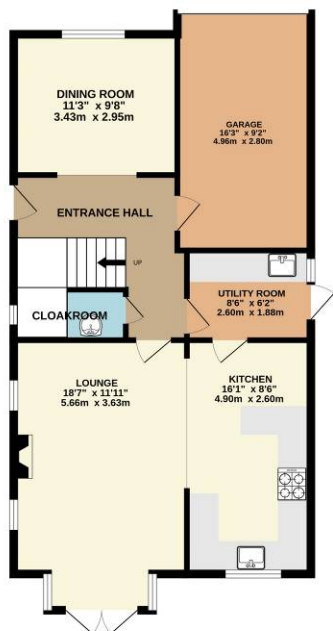 DINING ROOM
11'3" x 9'8"
3.43m x 2.95m
GARAGE
16'3" x 9'2"
4.96m x 2.80m
ENTRANCE HALL
UP
CLOAKROOM
UTILITY ROOM
8'6" x 6'2"
2.60m x 1.88m
LOUNGE
18'7" x 11'11"
5.66m x 3.63m
KITCHEN
16'1" x 8'6"
4.90m x 2.60m